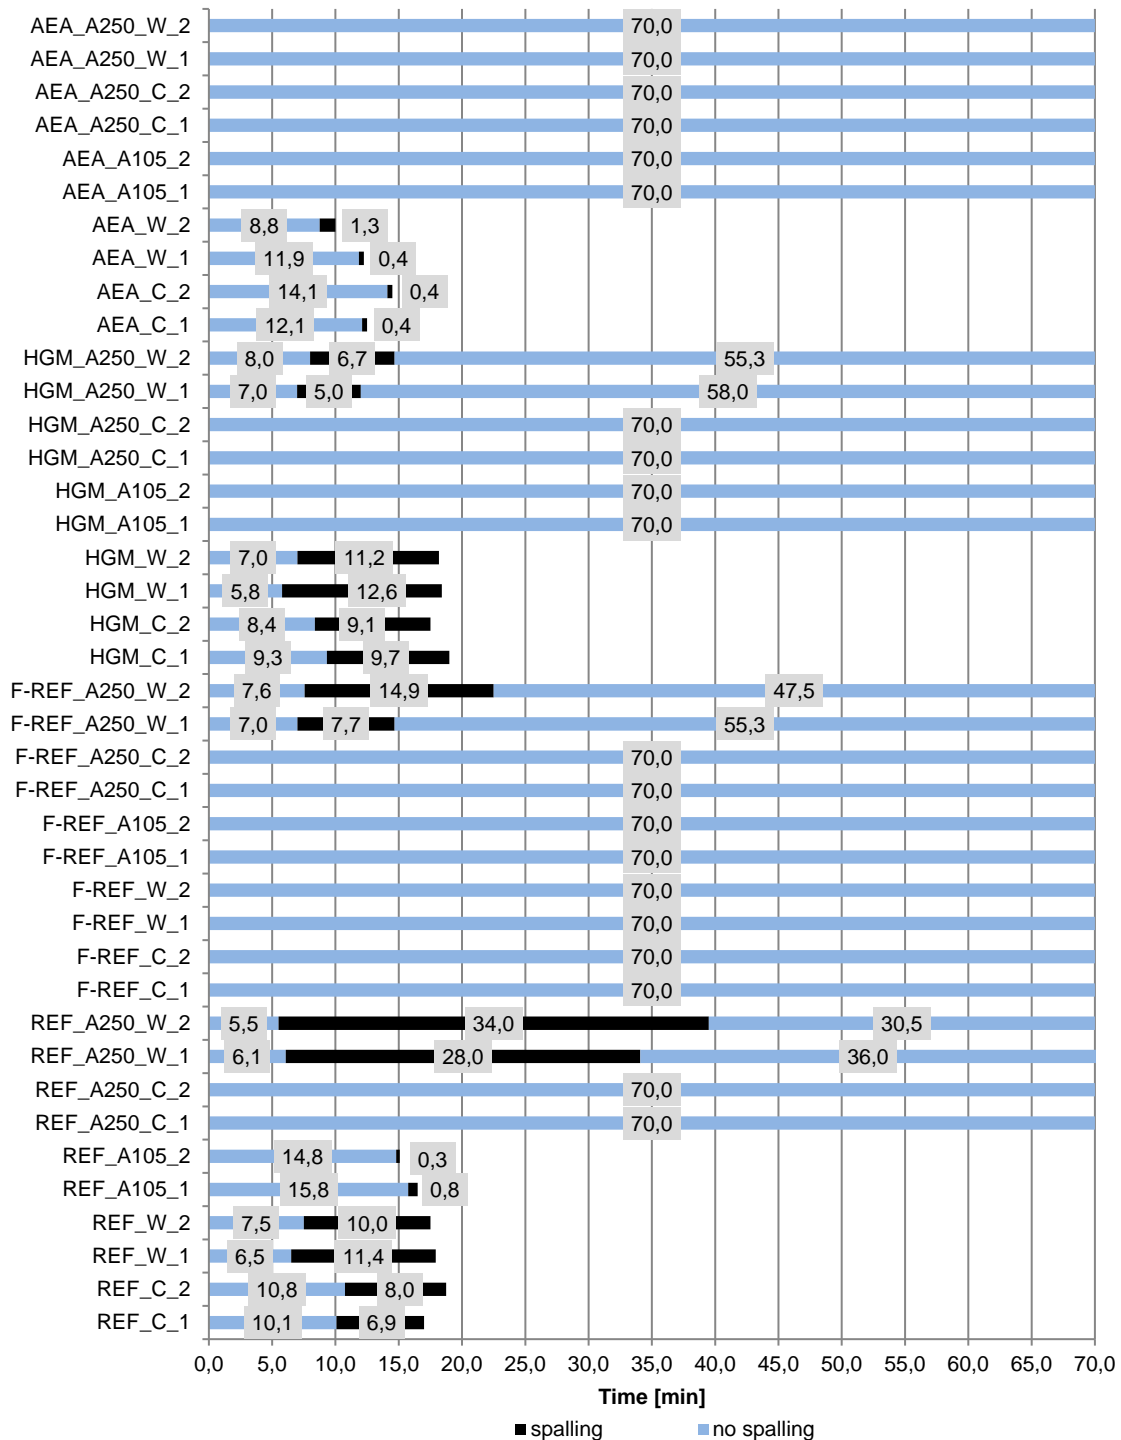 AEA_A250_W_2 70,0
AEA_A250_W_1 70,0
AEA_A250_C_2 70,0
AEA_A250_C_1 70,0
AEA_A105_2 70,0
AEA_A105_1 70,0
AEA_W_2 8,8 1,3
AEA_W_1 11,9 0,4
AEA_C_2 14,1 0,4
AEA_C_1 12,1 0,4
HGM_A250_W_2 8,0 6,7 55,3
HGM_A250_W_1 7,0 5,0 58,0
HGM_A250_C_2 70,0
HGM_A250_C_1 70,0
HGM_A105_2 70,0
HGM_A105_1 70,0
HGM_W_2 7,0 11,2
HGM_W_1 5,8 12,6
HGM_C_2 8,4 9,1
HGM_C_1 9,3 9,7
F-REF_A250_W_2 7,6 14,9 47,5
F-REF_A250_W_1 7,0 7,7 55,3
F-REF_A250_C_2 70,0
F-REF_A250_C_1 70,0
F-REF_A105_2 70,0
F-REF_A105_1 70,0
F-REF_W_2 70,0
F-REF_W_1 70,0
F-REF_C_2 70,0
F-REF_C_1 70,0
REF_A250_W_2 5,5 34,0 30,5
REF_A250_W_1 6,1 28,0 36,0
REF_A250_C_2 70,0
REF_A250_C_1 70,0
REF_A105_2 14,8 0,3
REF_A105_1 15,8 0,8
REF_W_2 7,5 10,0
REF_W_1 6,5 11,4
REF_C_2 10,8 8,0
REF_C_1 10,1 6,9
0,0 5,0 10,0 15,0 20,0 25,0 30,0 35,0 40,0 45,0 50,0 55,0 60,0 65,0 70,0
Time [min]
spalling no spalling